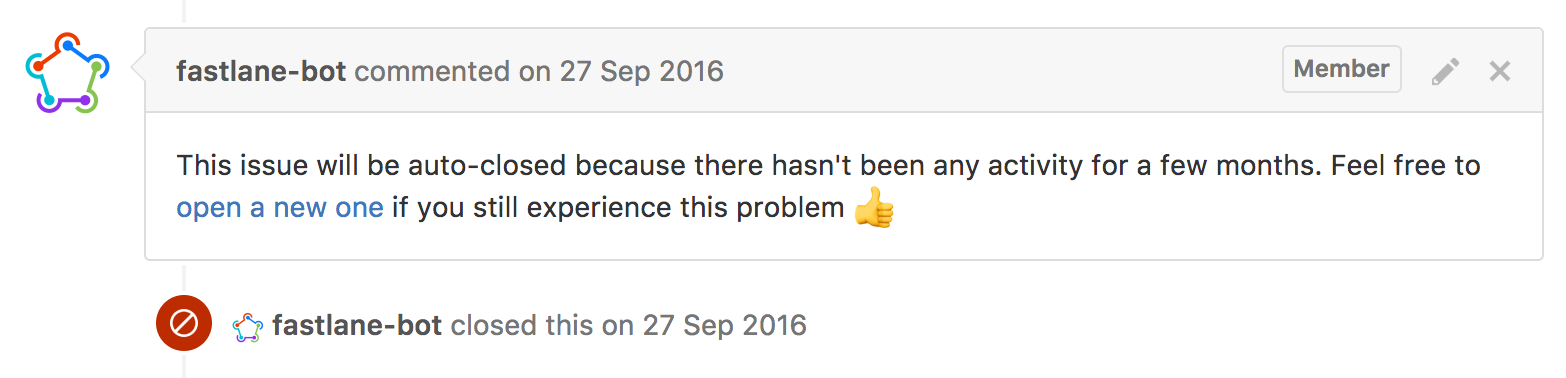 fastlane-bot commented on 27 Sep 2016
Member
This issue will be auto-closed because there hasn't been any activity for a few months. Feel free to
open a new one if you still experience this problem 👍
fastlane-bot closed this on 27 Sep 2016